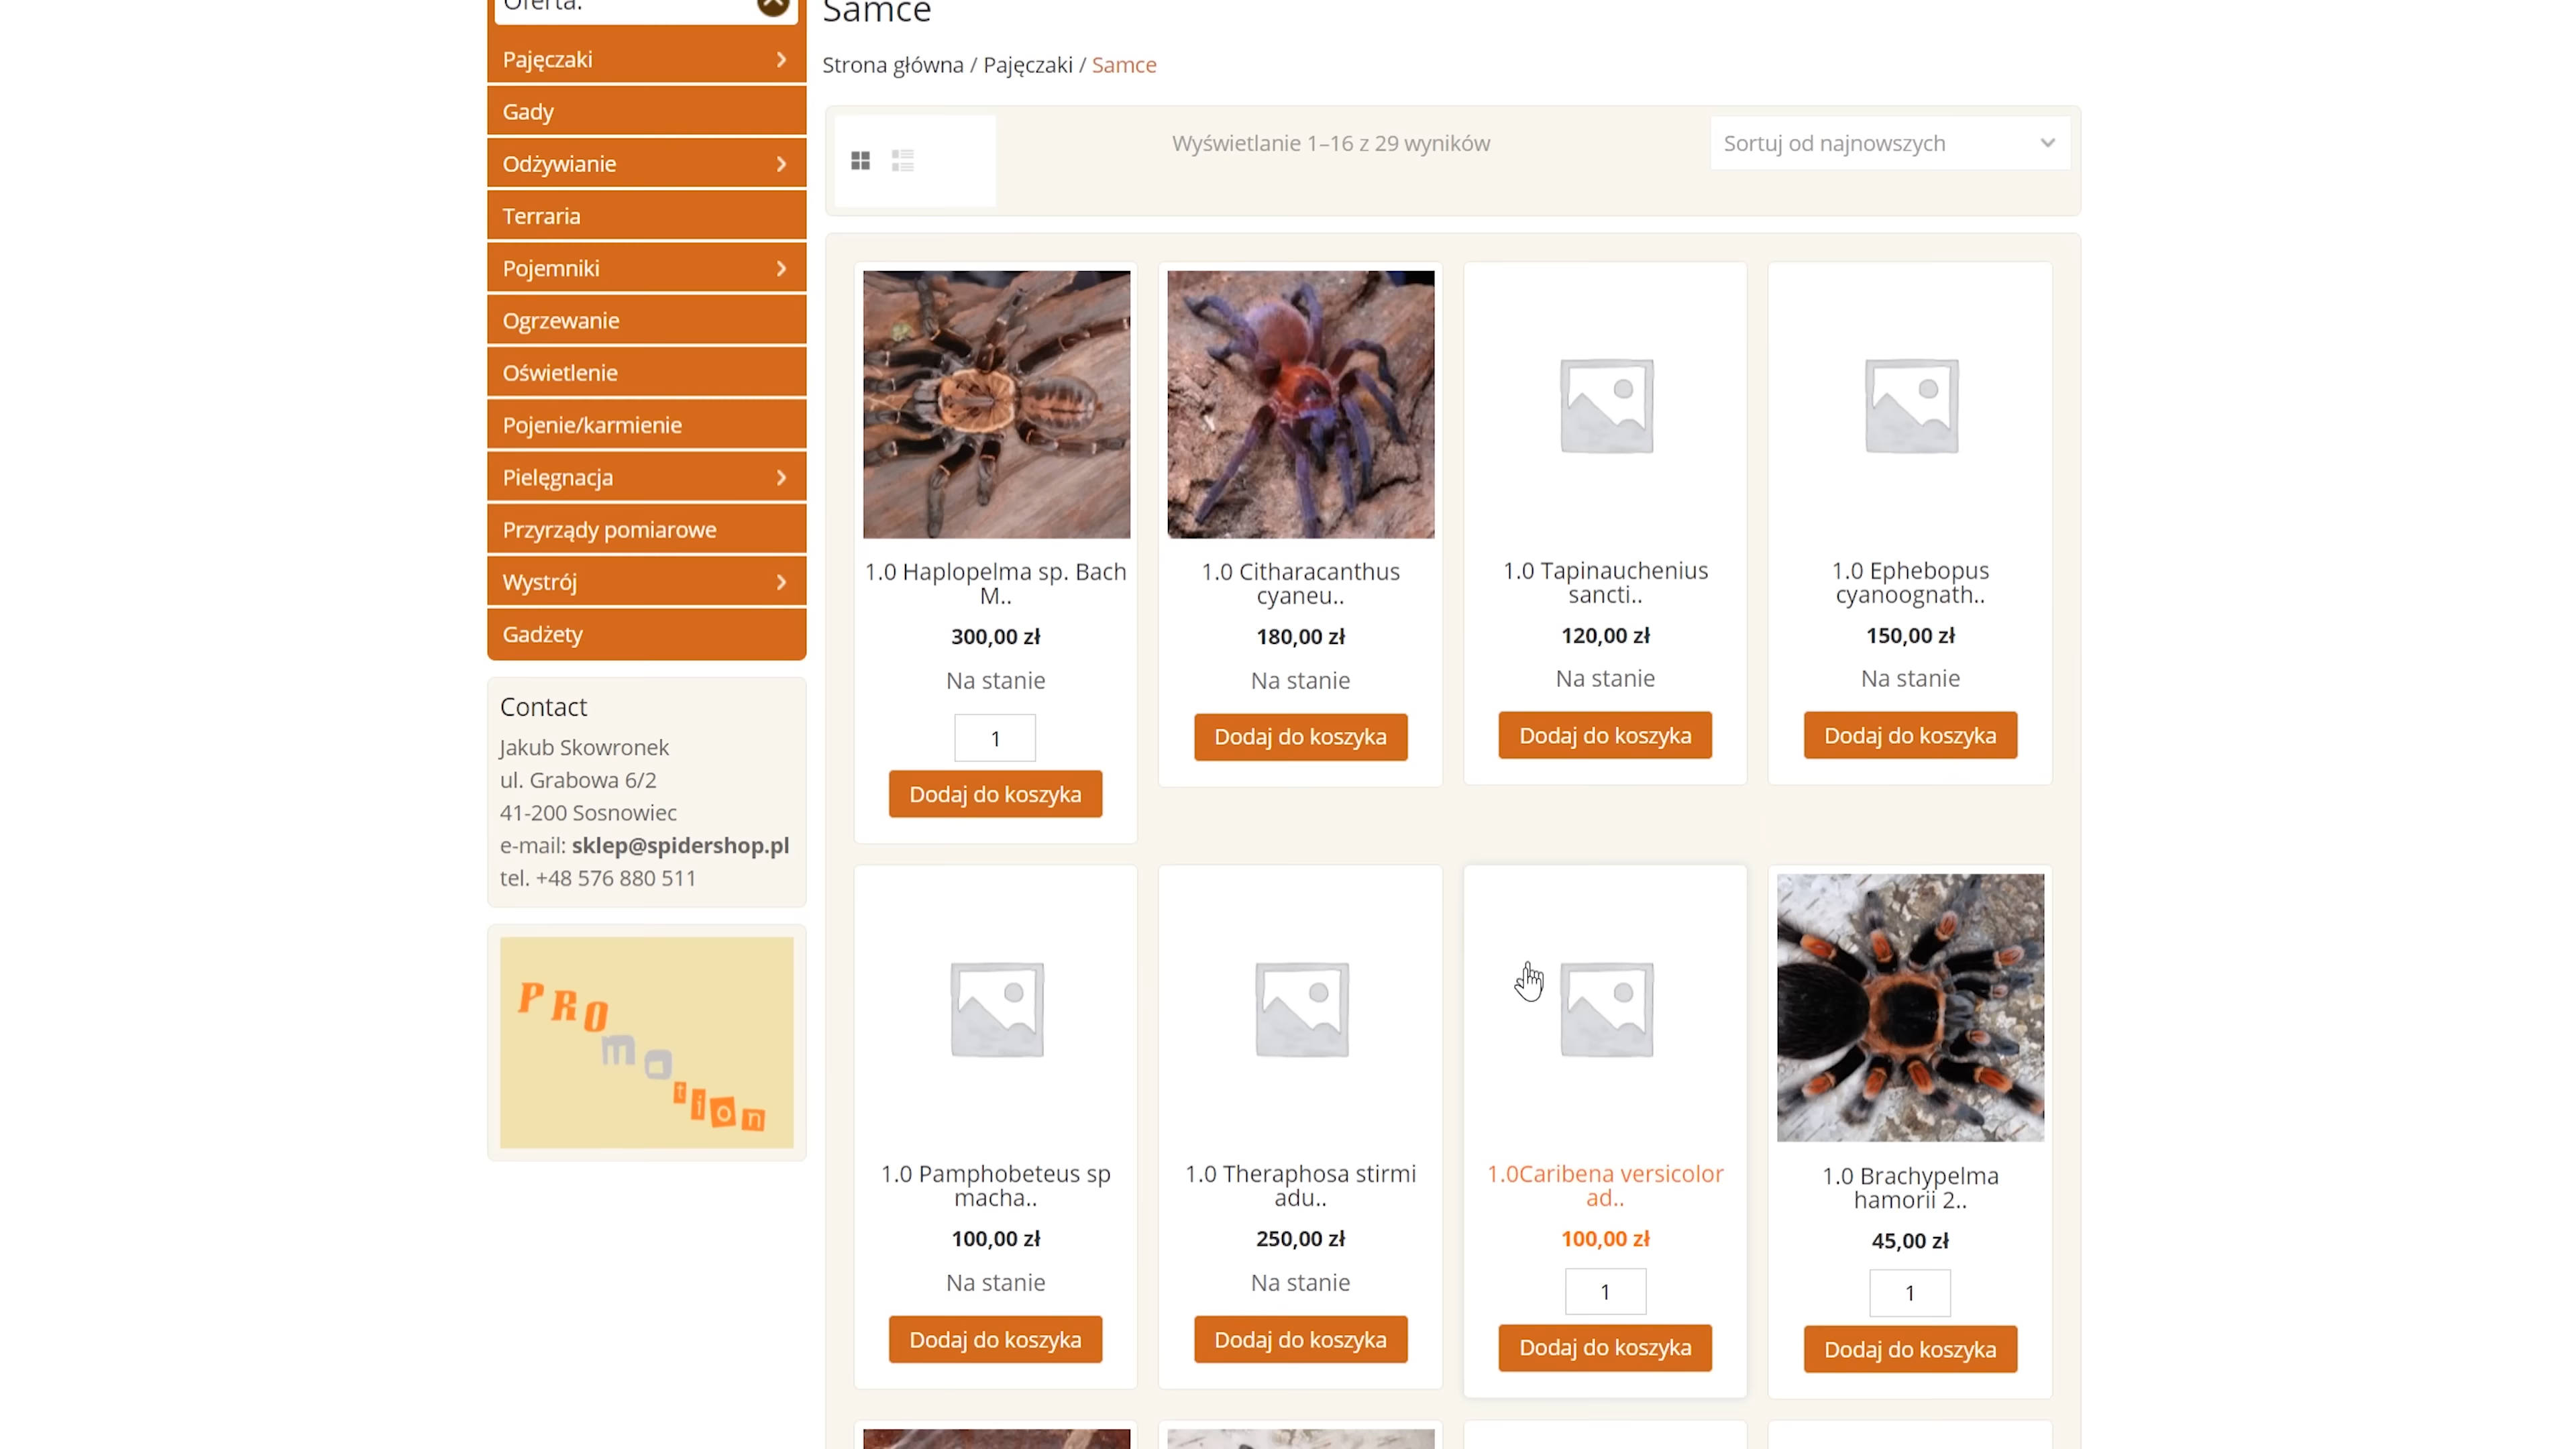 Oferta:
Pajęczaki
Gady
Odżywianie
Terraria
Pojemniki
Ogrzewanie
Oświetlenie
Pojenie/karmienie
Pielęgnacja
Przyrządy pomiarowe
Wystrój
Gadżety
Contact
Jakub Skowronek
ul. Grabowa 6/2
41-200 Sosnowiec
e-mail: sklep@spidershop.pl
tel. +48 576 880 511
PROmotion
Samce
Strona główna / Pajęczaki / Samce
Wyświetlanie 1–16 z 29 wyników
Sortuj od najnowszych
1.0 Haplopelma sp. Bach
M..
300,00 zł
Na stanie
1
Dodaj do koszyka
1.0 Citharacanthus
cyaneu..
180,00 zł
Na stanie
Dodaj do koszyka
1.0 Tapinauchenius
sancti..
120,00 zł
Na stanie
Dodaj do koszyka
1.0 Ephebopus
cyanoognath..
150,00 zł
Na stanie
Dodaj do koszyka
1.0 Pamphobeteus sp
macha..
100,00 zł
Na stanie
Dodaj do koszyka
1.0 Theraphosa stirmi
adu..
250,00 zł
Na stanie
Dodaj do koszyka
1.0Caribena versicolor
ad..
100,00 zł
1
Dodaj do koszyka
1.0 Brachypelma
hamorii 2..
45,00 zł
1
Dodaj do koszyka